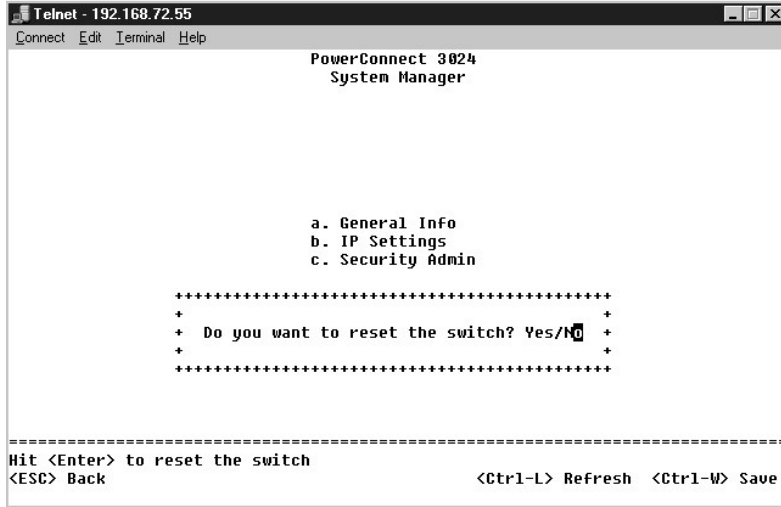 Telnet - 192.168.72.55
Connect Edit Terminal Help
PowerConnect 3024
System Manager
a. General Info
b. IP Settings
c. Security Admin
++++++++++++++++++++++++++++++++++++++++++++++
+ +
+ Do you want to reset the switch? Yes/No +
+ +
++++++++++++++++++++++++++++++++++++++++++++++
================================================================================
Hit <Enter> to reset the switch
<ESC> Back <Ctrl-L> Refresh <Ctrl-W> Save